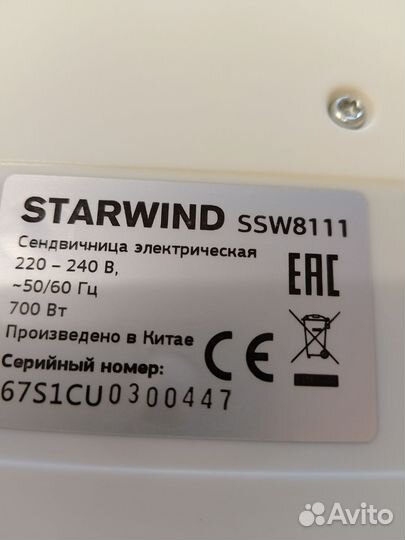 STARWIND SSW8111
Сендвичница электрическая
220 – 240 В,
~50/60 Гц
700 Вт
Произведено в Китае
Серийный номер:
67S1CU0300447
EAC
CE
Avito